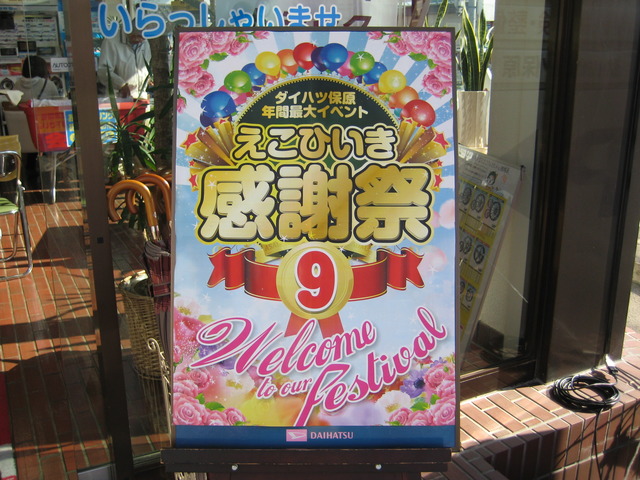 いらっしゃいませ
ダイハツ保原
年間最大イベント
えこひいき
感謝祭
9
Welcome
to our
Festival
DAIHATSU